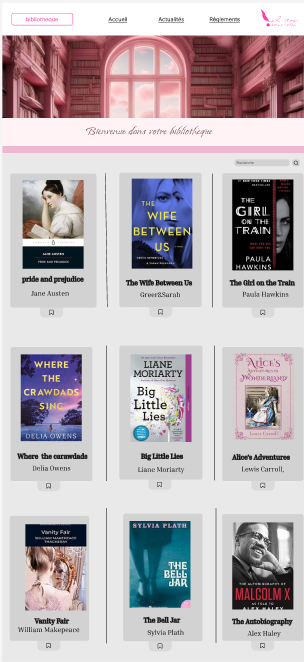 bibliothèque
Accueil
Actualités
Règlements
Bienvenue dans votre bibliothèque
Recherche
JANE AUSTEN
PRIDE AND PREJUDICE
pride and prejudice
Jane Austen
THE
WIFE
BETWEEN
US
The Wife Between Us
Greer&Sarah
THE
GIRL
ON THE
TRAIN
PAULA
HAWKINS
The Girl on the Train
Paula Hawkins
WHERE
THE
CRAWDADS
SING
DELIA OWENS
Where the carawdads
Delia Owens
LIANE
MORIARTY
Big
Little
Lies
Big Little Lies
Liane Moriarty
ALICE'S
ADVENTURES IN
WONDERLAND
Lewis Carroll
Alice's Adventures
Lewis Carroll,
Vanity Fair
WILLIAM MAKEPEACE
THACKERAY
Vanity Fair
William Makepeace
SYLVIA PLATH
THE
BELL
JAR
The Bell Jar
Sylvia Plath
THE AUTOBIOGRAPHY OF
MALCOLM X
AS TOLD TO
ALEX HALEY
The Autobiography
Alex Haley